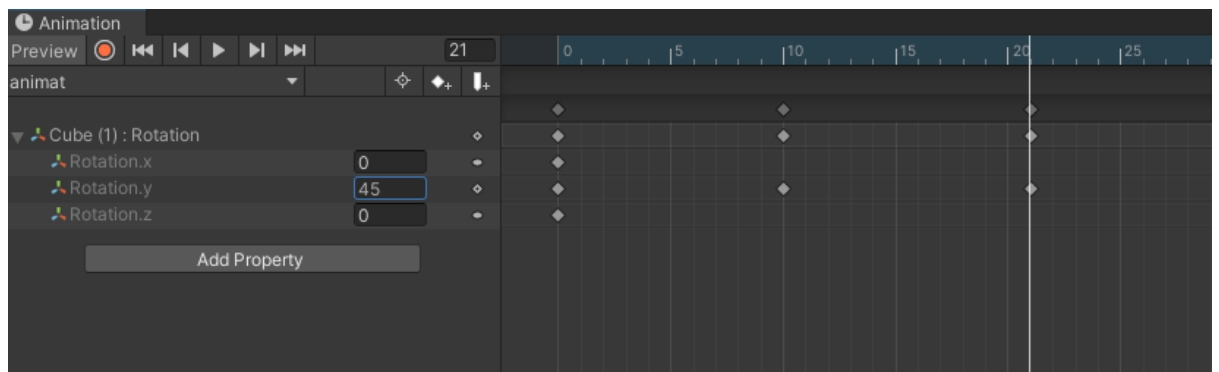 Animation
Preview 21 0 5 10 15 20 25
animat
Cube (1) : Rotation
Rotation.x 0
Rotation.y 45
Rotation.z 0
Add Property